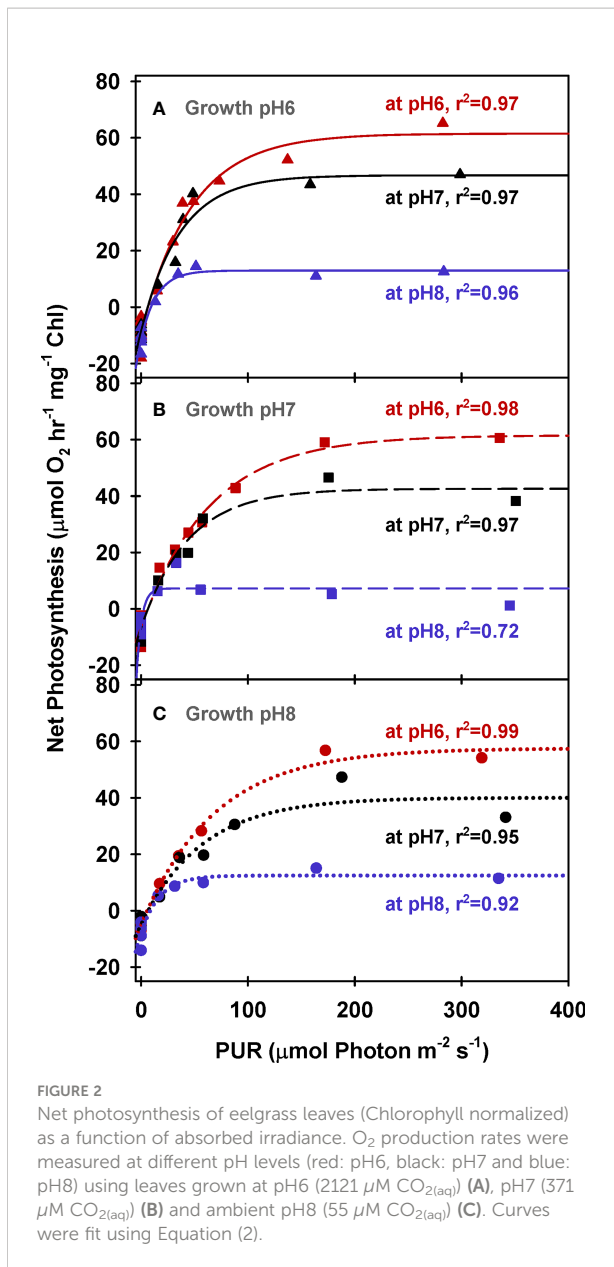 Net Photosynthesis (µmol O₂ hr⁻¹ mg⁻¹ Chl)
80
60
40
20
0
-20
A Growth pH6
at pH6, r²=0.97
at pH7, r²=0.97
at pH8, r²=0.96
80
60
40
20
0
-20
B Growth pH7
at pH6, r²=0.98
at pH7, r²=0.97
at pH8, r²=0.72
80
60
40
20
0
-20
C Growth pH8
at pH6, r²=0.99
at pH7, r²=0.95
at pH8, r²=0.92
0 100 200 300 400
PUR (µmol Photon m⁻² s⁻¹)
FIGURE 2
Net photosynthesis of eelgrass leaves (Chlorophyll normalized)
as a function of absorbed irradiance. O₂ production rates were
measured at different pH levels (red: pH6, black: pH7 and blue:
pH8) using leaves grown at pH6 (2121 µM CO₂(aq)) (A), pH7 (371
µM CO₂(aq)) (B) and ambient pH8 (55 µM CO₂(aq)) (C). Curves
were fit using Equation (2).